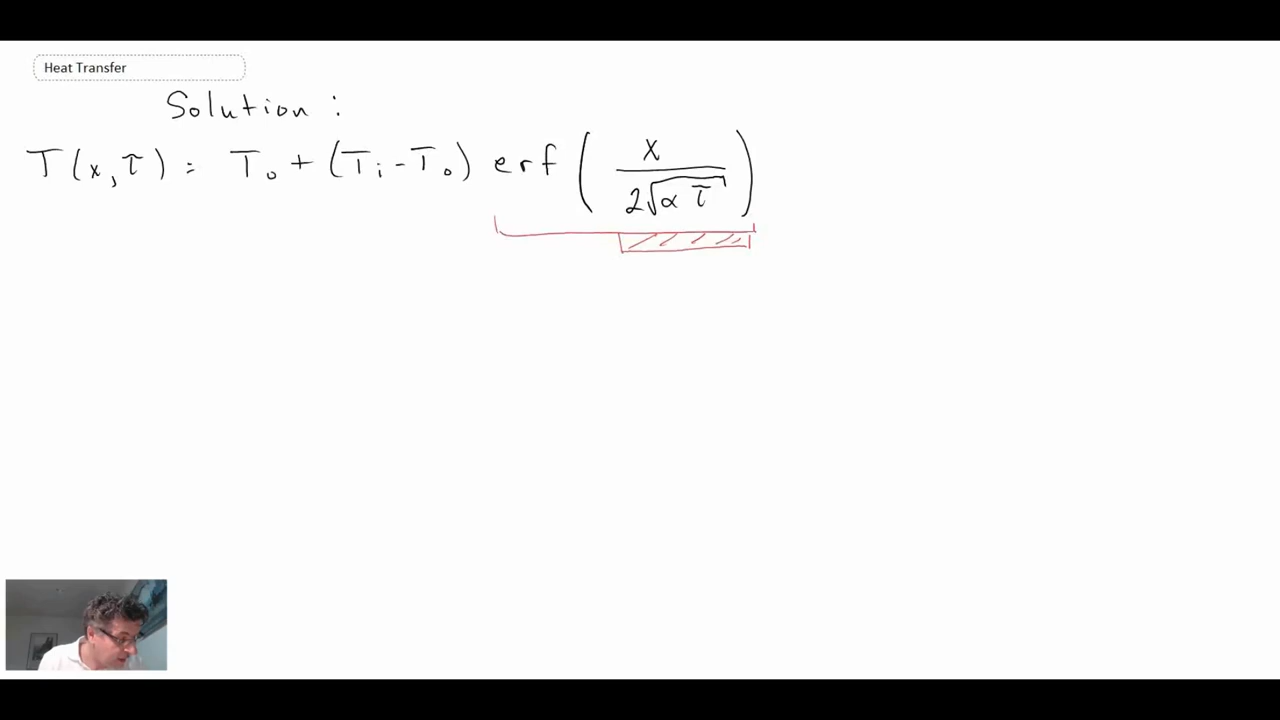 Heat Transfer
Solution :
T(x,τ) = T₀ + (Tᵢ - T₀) erf ( x / 2√ατ )